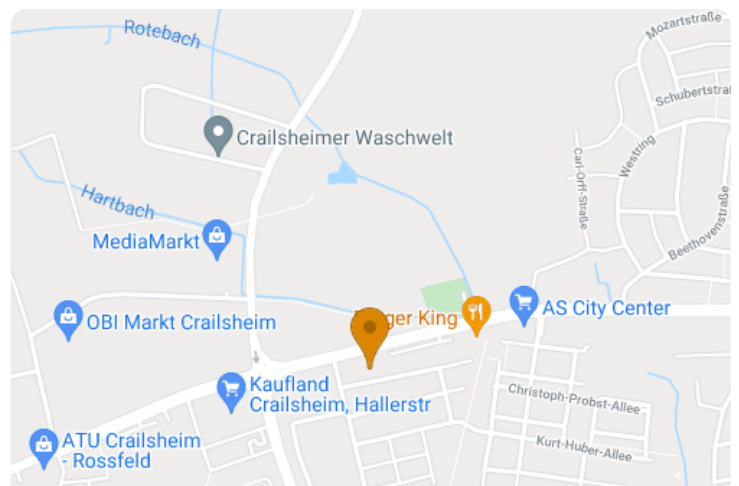 Rotebach
Mozartstraße
Schubertstraß
Crailsheimer Waschwelt
Westring
Carl-Orff-Straße
Hartbach
MediaMarkt
Beethovenstraße
OBI Markt Crailsheim
ger King
AS City Center
Kaufland
Crailsheim, Hallerstr
Christoph-Probst-Allee
ATU Crailsheim
- Rossfeld
Kurt-Huber-Allee